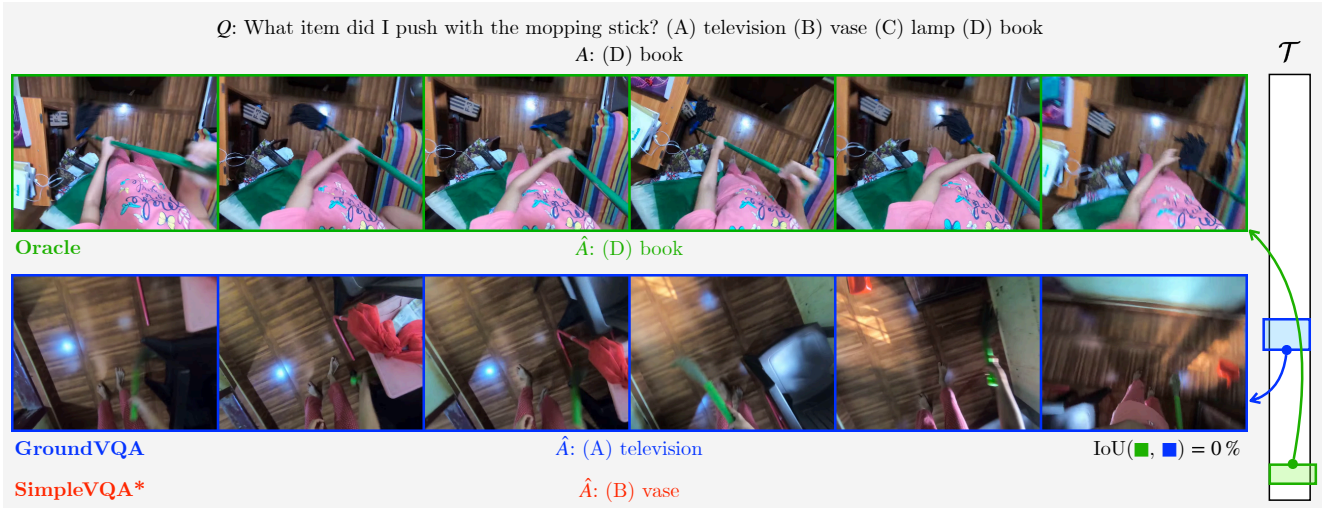 Q: What item did I push with the mopping stick? (A) television (B) vase (C) lamp (D) book
A: (D) book
𝒯
Oracle Â: (D) book
GroundVQA Â: (A) television IoU(■, ■) = 0 %
SimpleVQA* Â: (B) vase